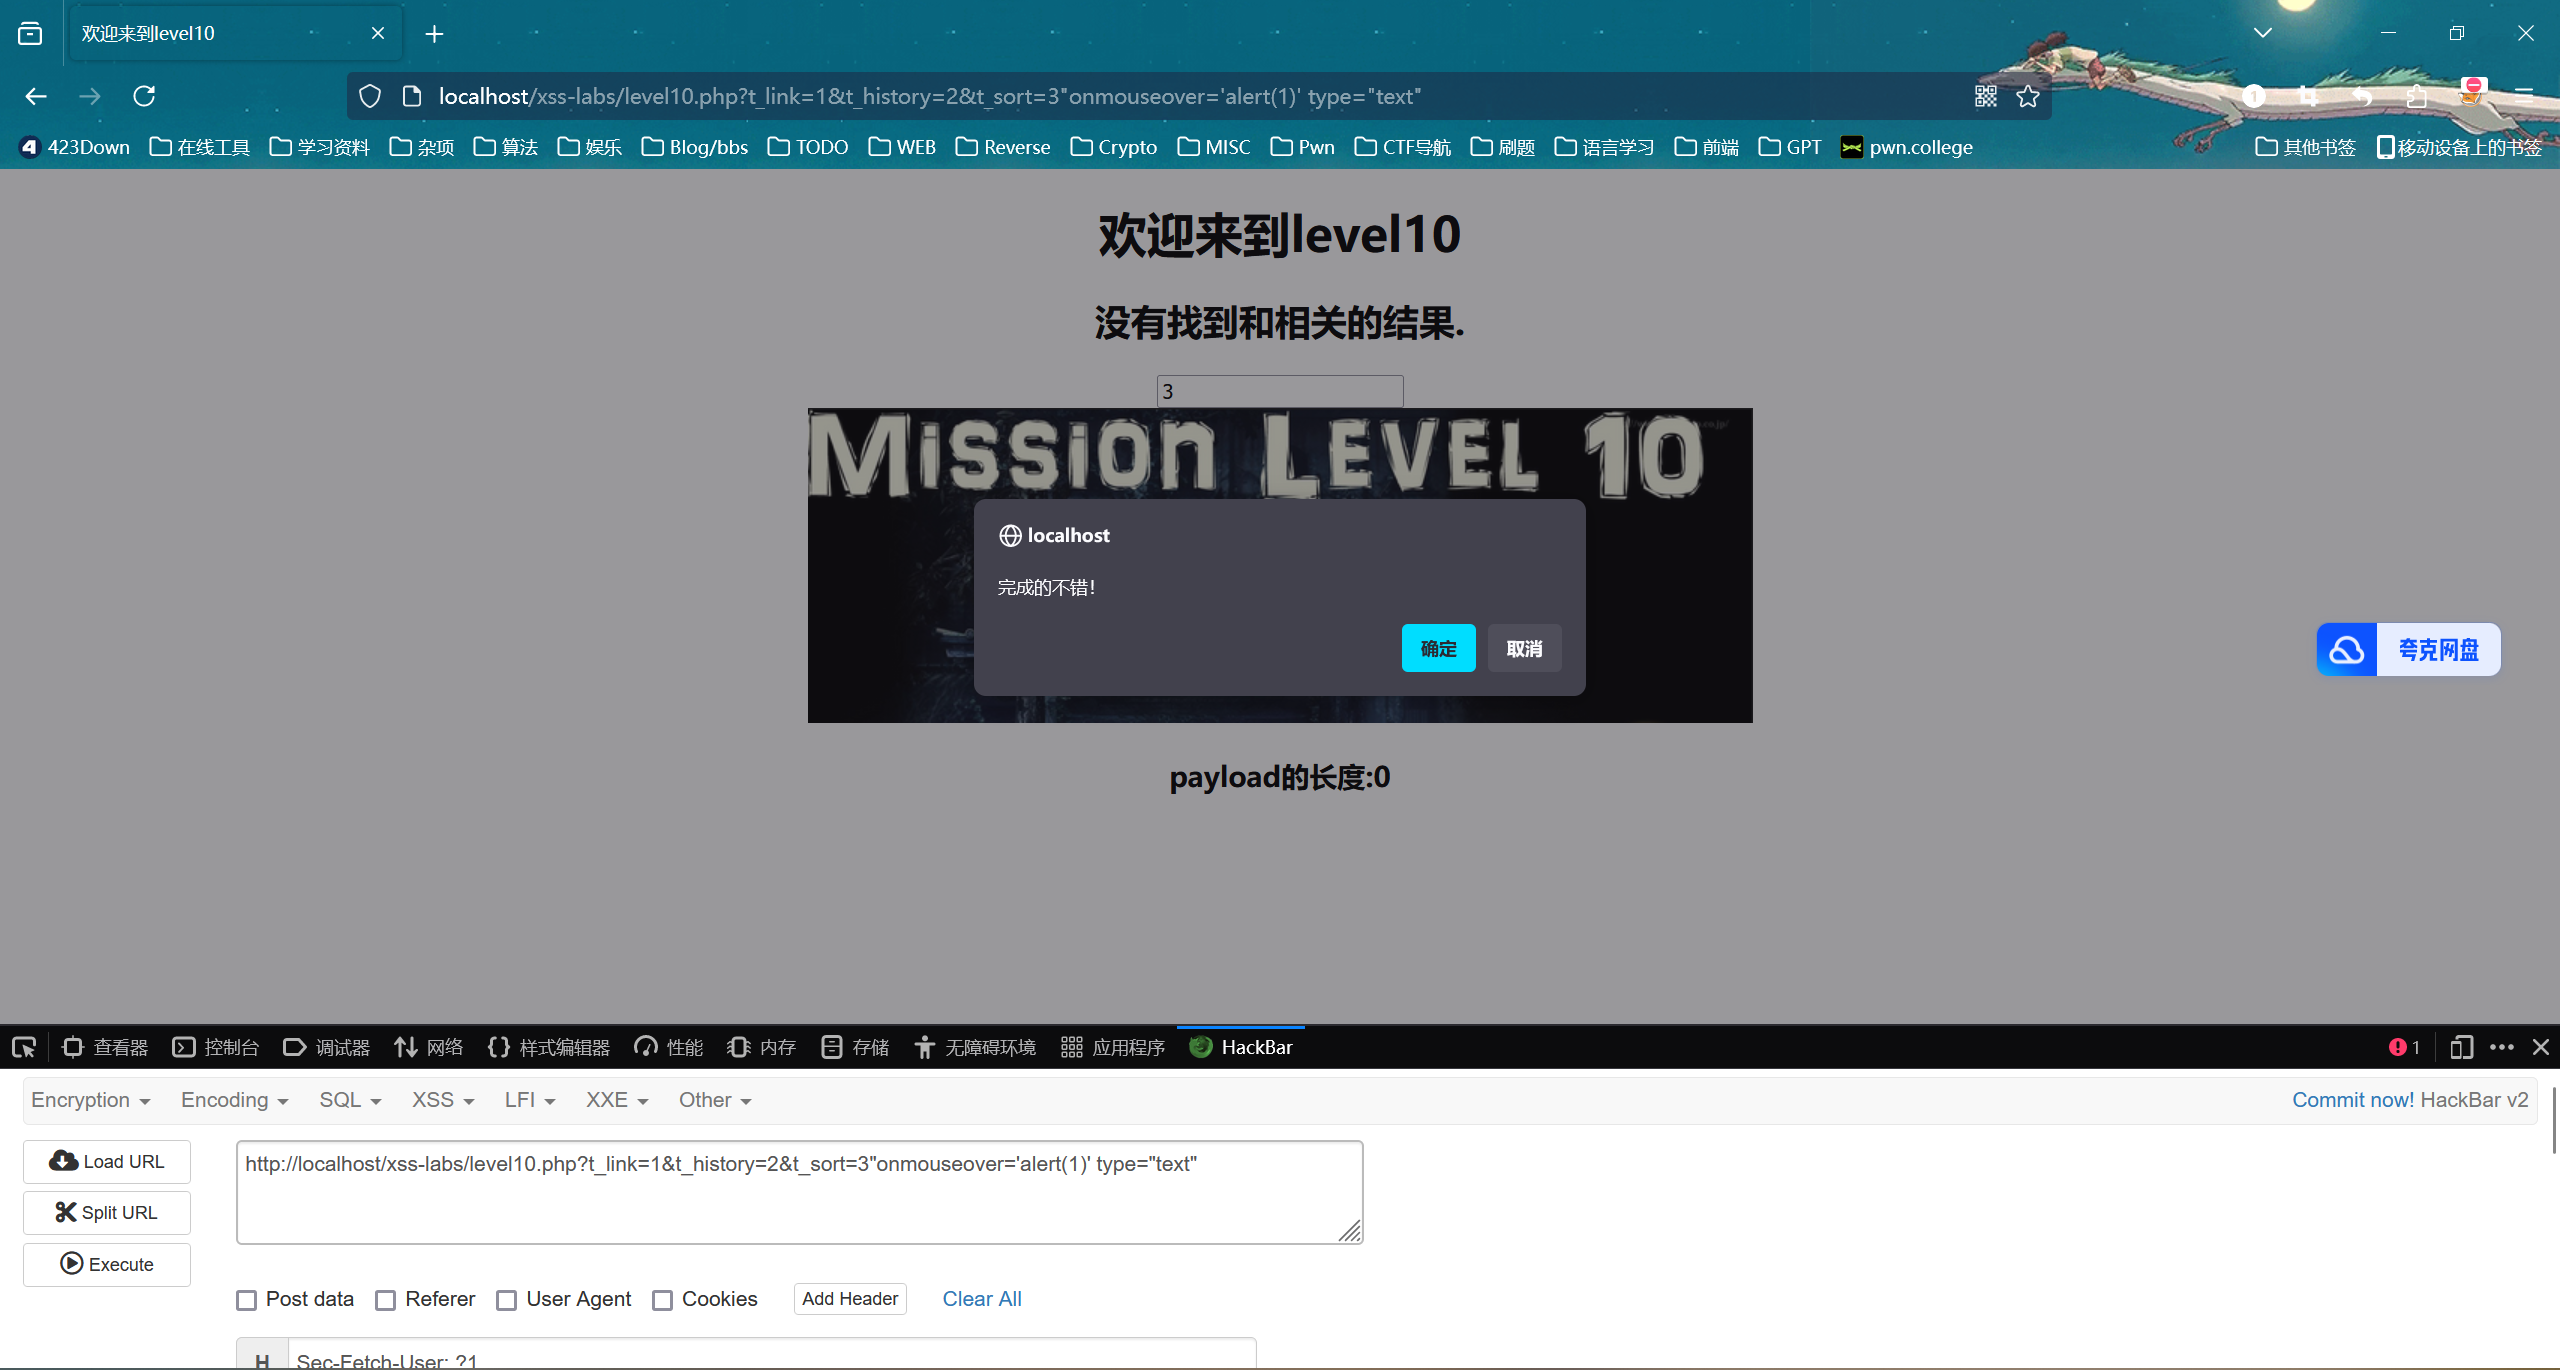 欢迎来到level10
localhost/xss-labs/level10.php?t_link=1&t_history=2&t_sort=3"onmouseover='alert(1)' type="text"
1
423Down 在线工具 学习资料 杂项 算法 娱乐 Blog/bbs TODO WEB Reverse Crypto MISC Pwn CTF导航 刷题 语言学习 前端 GPT pwn.college 其他书签 移动设备上的书签
欢迎来到level10
没有找到和相关的结果.
3
Mission Level 10
localhost
完成的不错！
确定 取消
夸克网盘
payload的长度:0
查看器 控制台 调试器 网络 样式编辑器 性能 内存 存储 无障碍环境 应用程序 HackBar 1
Encryption Encoding SQL XSS LFI XXE Other Commit now! HackBar v2
Load URL
http://localhost/xss-labs/level10.php?t_link=1&t_history=2&t_sort=3"onmouseover='alert(1)' type="text"
Split URL
Execute
Post data Referer User Agent Cookies Add Header Clear All
H Sec-Fetch-User: ?1